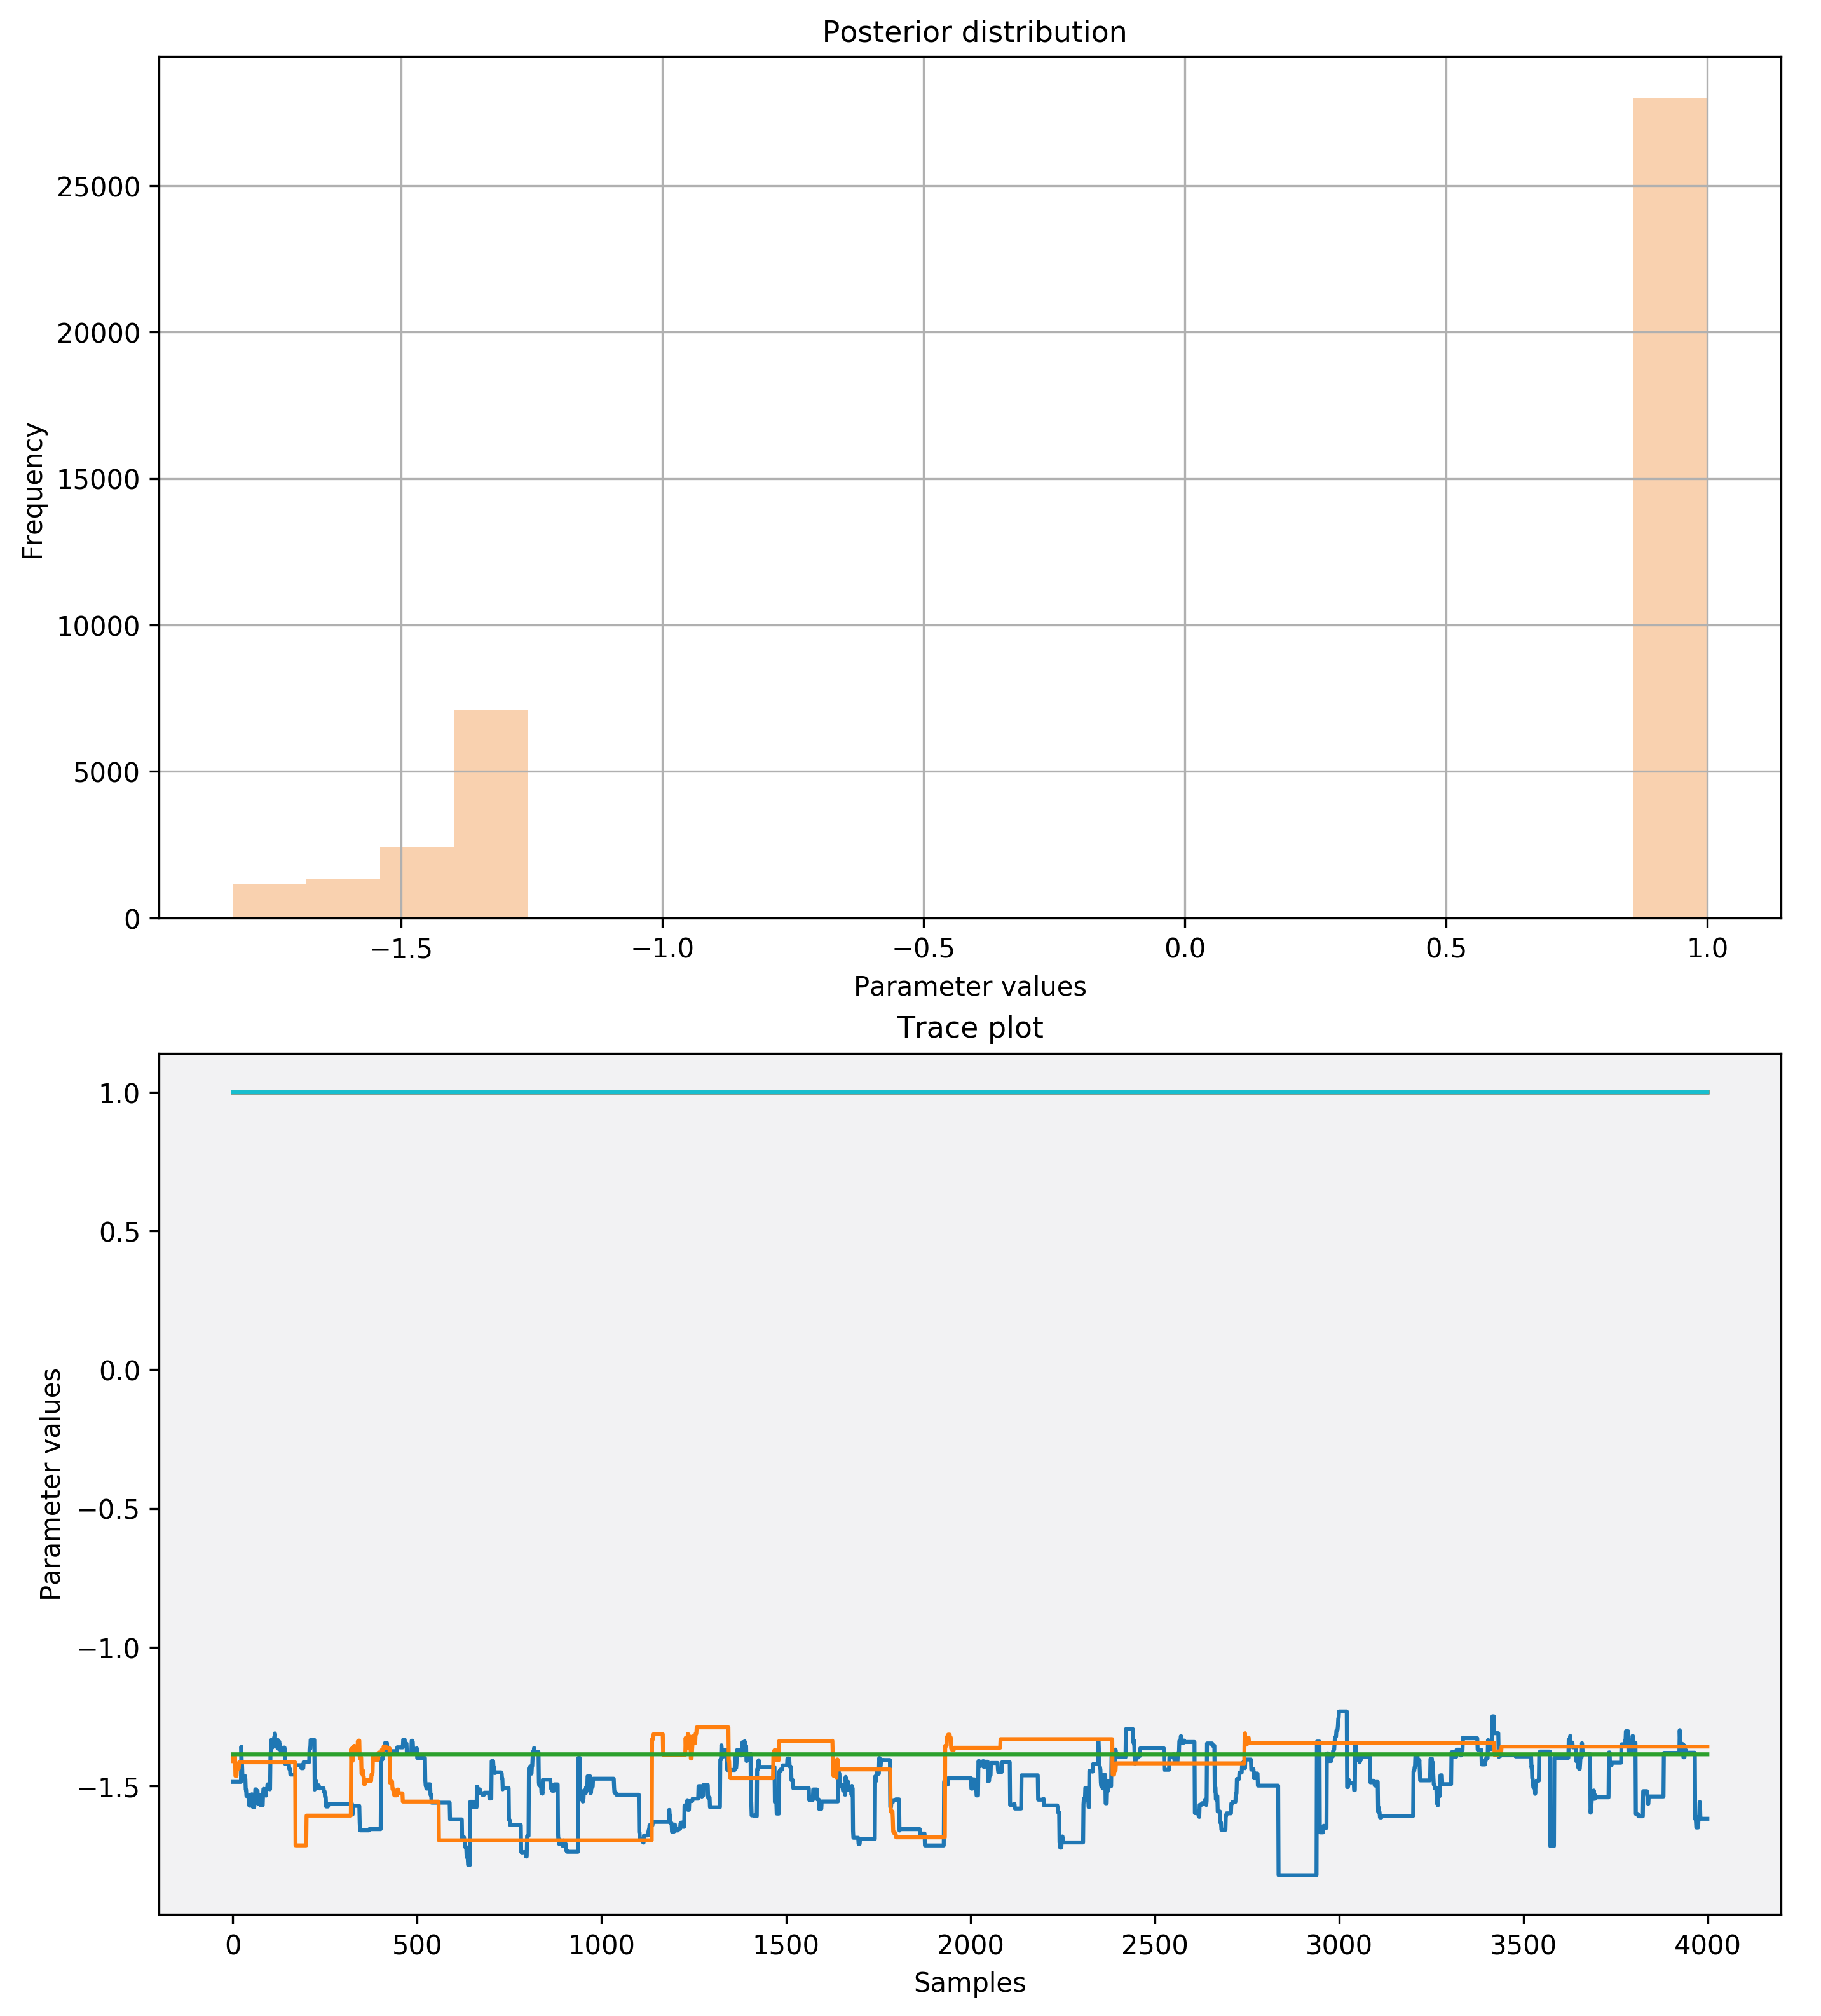 Posterior distribution
Frequency
25000
20000
15000
10000
5000
0
−1.5 −1.0 −0.5 0.0 0.5 1.0
Parameter values
Trace plot
Parameter values
1.0
0.5
0.0
−0.5
−1.0
−1.5
0 500 1000 1500 2000 2500 3000 3500 4000
Samples